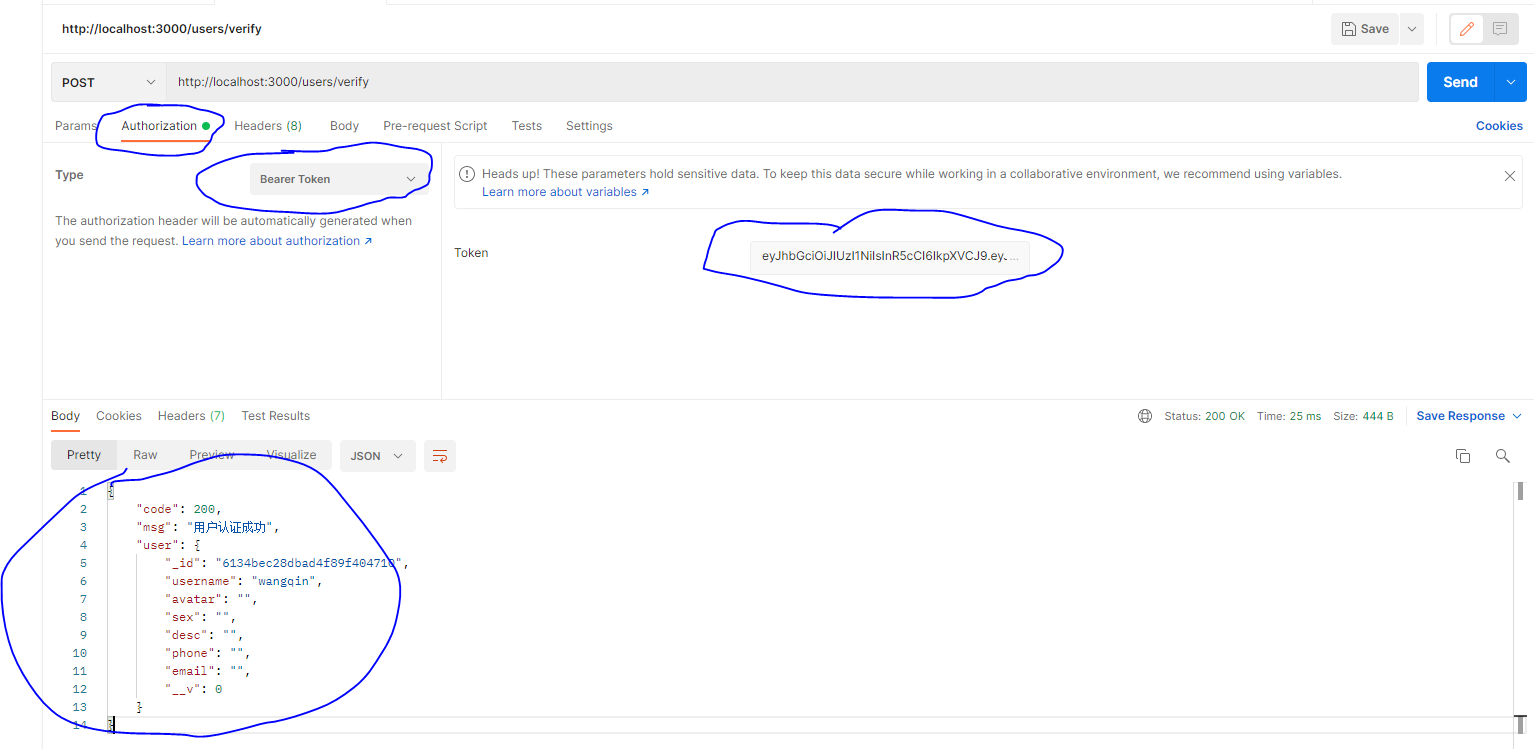 http://localhost:3000/users/verify
Save
POST
http://localhost:3000/users/verify
Send
Params
Authorization
Headers (8)
Body
Pre-request Script
Tests
Settings
Cookies
Type
Bearer Token
Heads up! These parameters hold sensitive data. To keep this data secure while working in a collaborative environment, we recommend using variables.
Learn more about variables ↗
The authorization header will be automatically generated when
you send the request. Learn more about authorization ↗
Token
eyJhbGciOiJIUzI1NiIsInR5cCI6IkpXVCJ9.eyJ...
Body
Cookies
Headers (7)
Test Results
Status: 200 OK
Time: 25 ms
Size: 444 B
Save Response
Pretty
Raw
Preview
Visualize
JSON
1 {
2 "code": 200,
3 "msg": "用户认证成功",
4 "user": {
5 "_id": "6134bec28dbad4f89f404710",
6 "username": "wangqin",
7 "avatar": "",
8 "sex": "",
9 "desc": "",
10 "phone": "",
11 "email": "",
12 "__v": 0
13 }
14 }